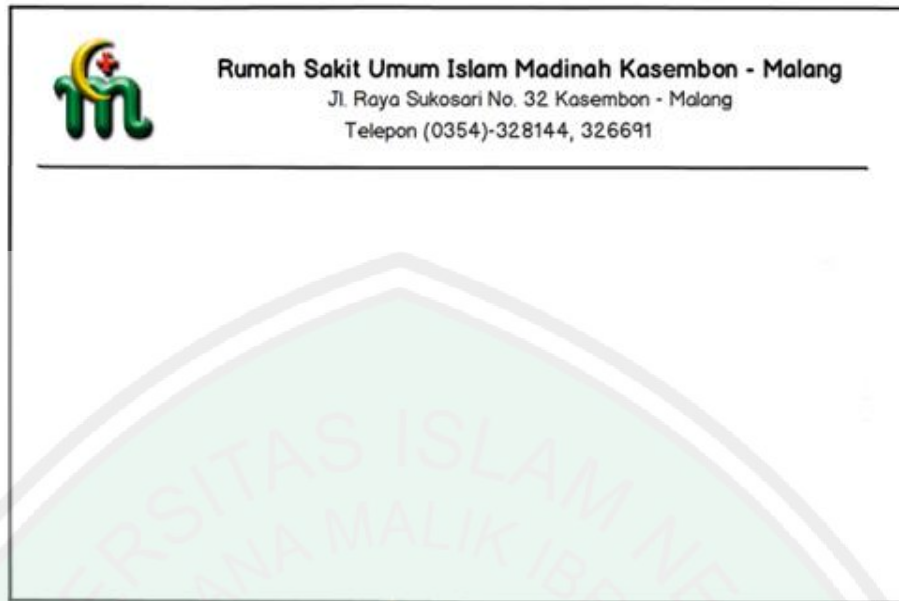 Rumah Sakit Umum Islam Madinah Kasembon - Malang
Jl. Raya Sukosari No. 32 Kasembon - Malang
Telepon (0354)-328144, 326691
SITAS ISLAM
MALIK